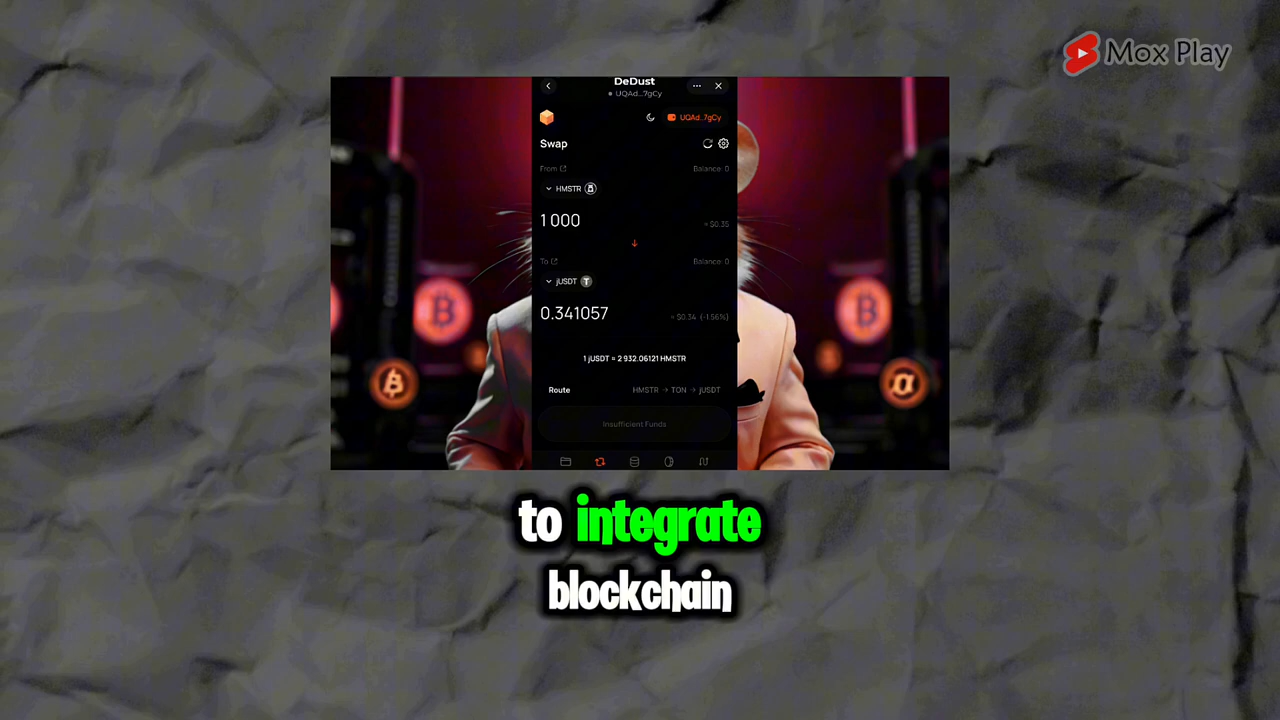 Mox Play
DeDust
UQAd...7gCy
UQAd...7gCy
Swap
From
Balance: 0
HMSTR
1 000
≈ $0.35
To
Balance: 0
jUSDT
0.341057
≈ $0.34 (-1.56%)
1 jUSDT = 2 932.06121 HMSTR
Route
HMSTR → TON → jUSDT
Insufficient Funds
to integrate
blockchain